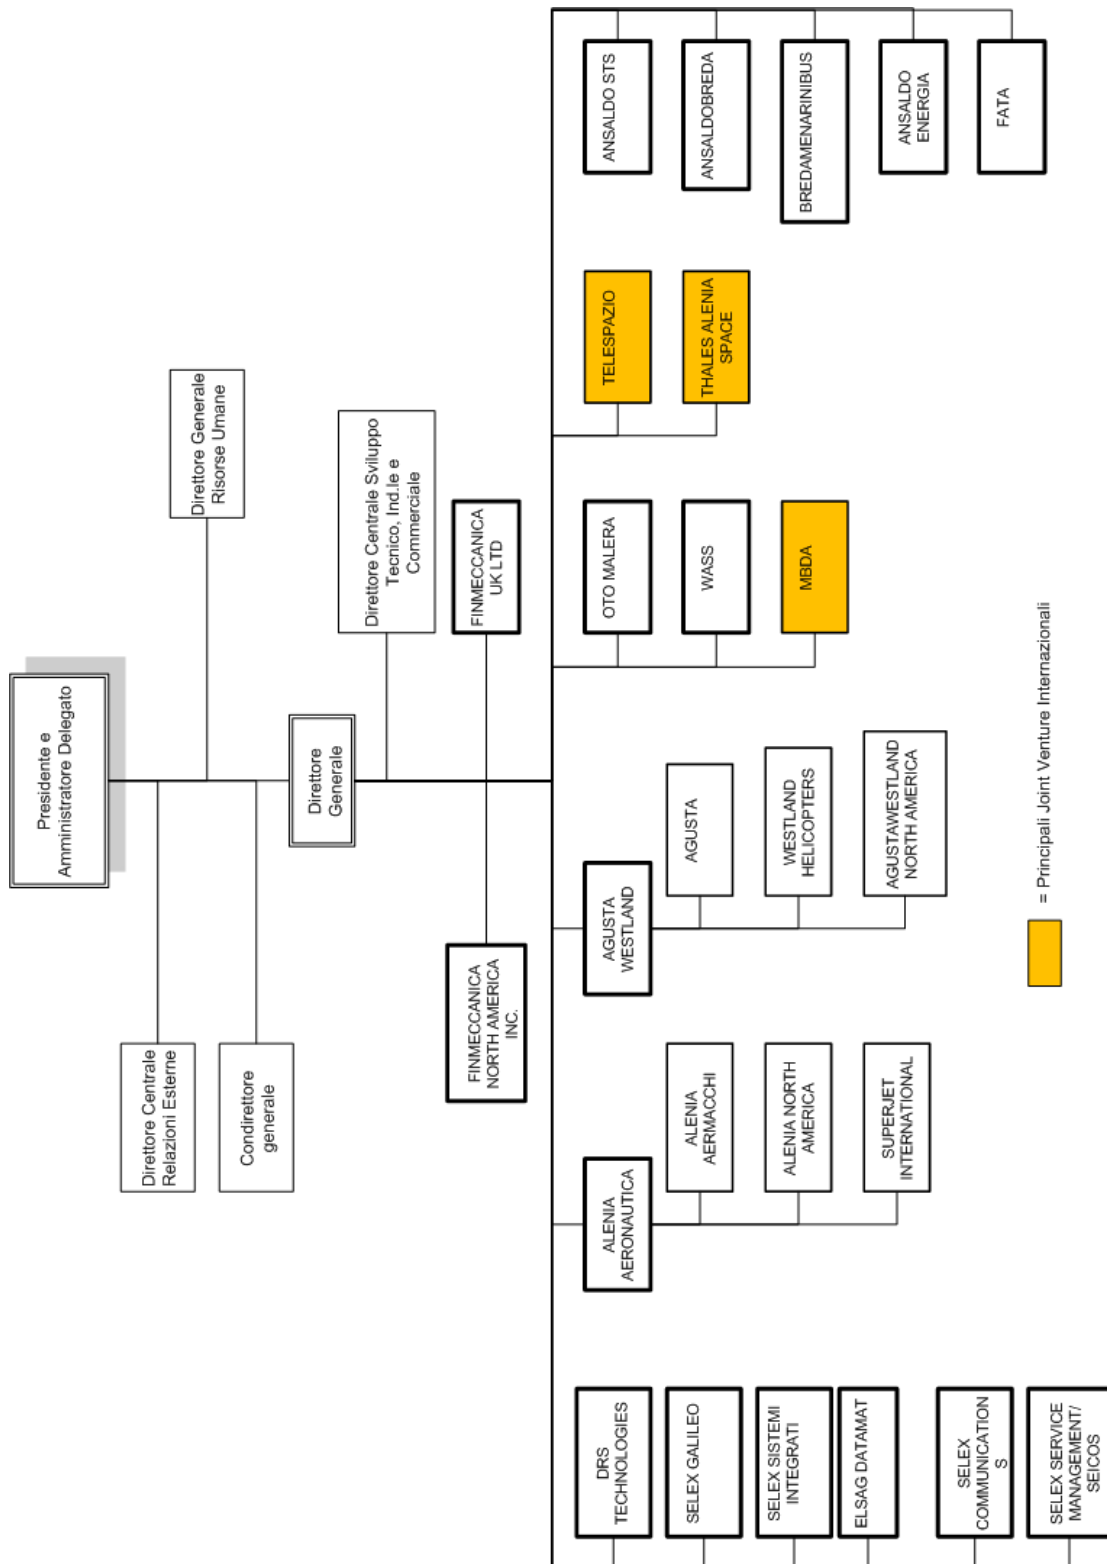 Presidente e
Amministratore Delegato
Direttore Centrale
Relazioni Esterne
Direttore Generale
Risorse Umane
Condirettore
generale
Direttore
Generale
Direttore Centrale Sviluppo
Tecnico, Ind.le e
Commerciale
FINMECCANICA
NORTH AMERICA
INC.
FINMECCANICA
UK LTD
DRS
TECHNOLOGIES
SELEX GALILEO
SELEX SISTEMI
INTEGRATI
ELSAG DATAMAT
SELEX
COMMUNICATION
S
SELEX SERVICE
MANAGEMENT/
SEICOS
ALENIA
AERONAUTICA
ALENIA
AERMACCHI
ALENIA NORTH
AMERICA
SUPERJET
INTERNATIONAL
AGUSTA
WESTLAND
AGUSTA
WESTLAND
HELICOPTERS
AGUSTAWESTLAND
NORTH AMERICA
OTO MALERA
WASS
MBDA
TELESPAZIO
THALES ALENIA
SPACE
ANSALDO STS
ANSALDOBREDA
BREDAMENARINIBUS
ANSALDO
ENERGIA
FATA
= Principali Joint Venture Internazionali